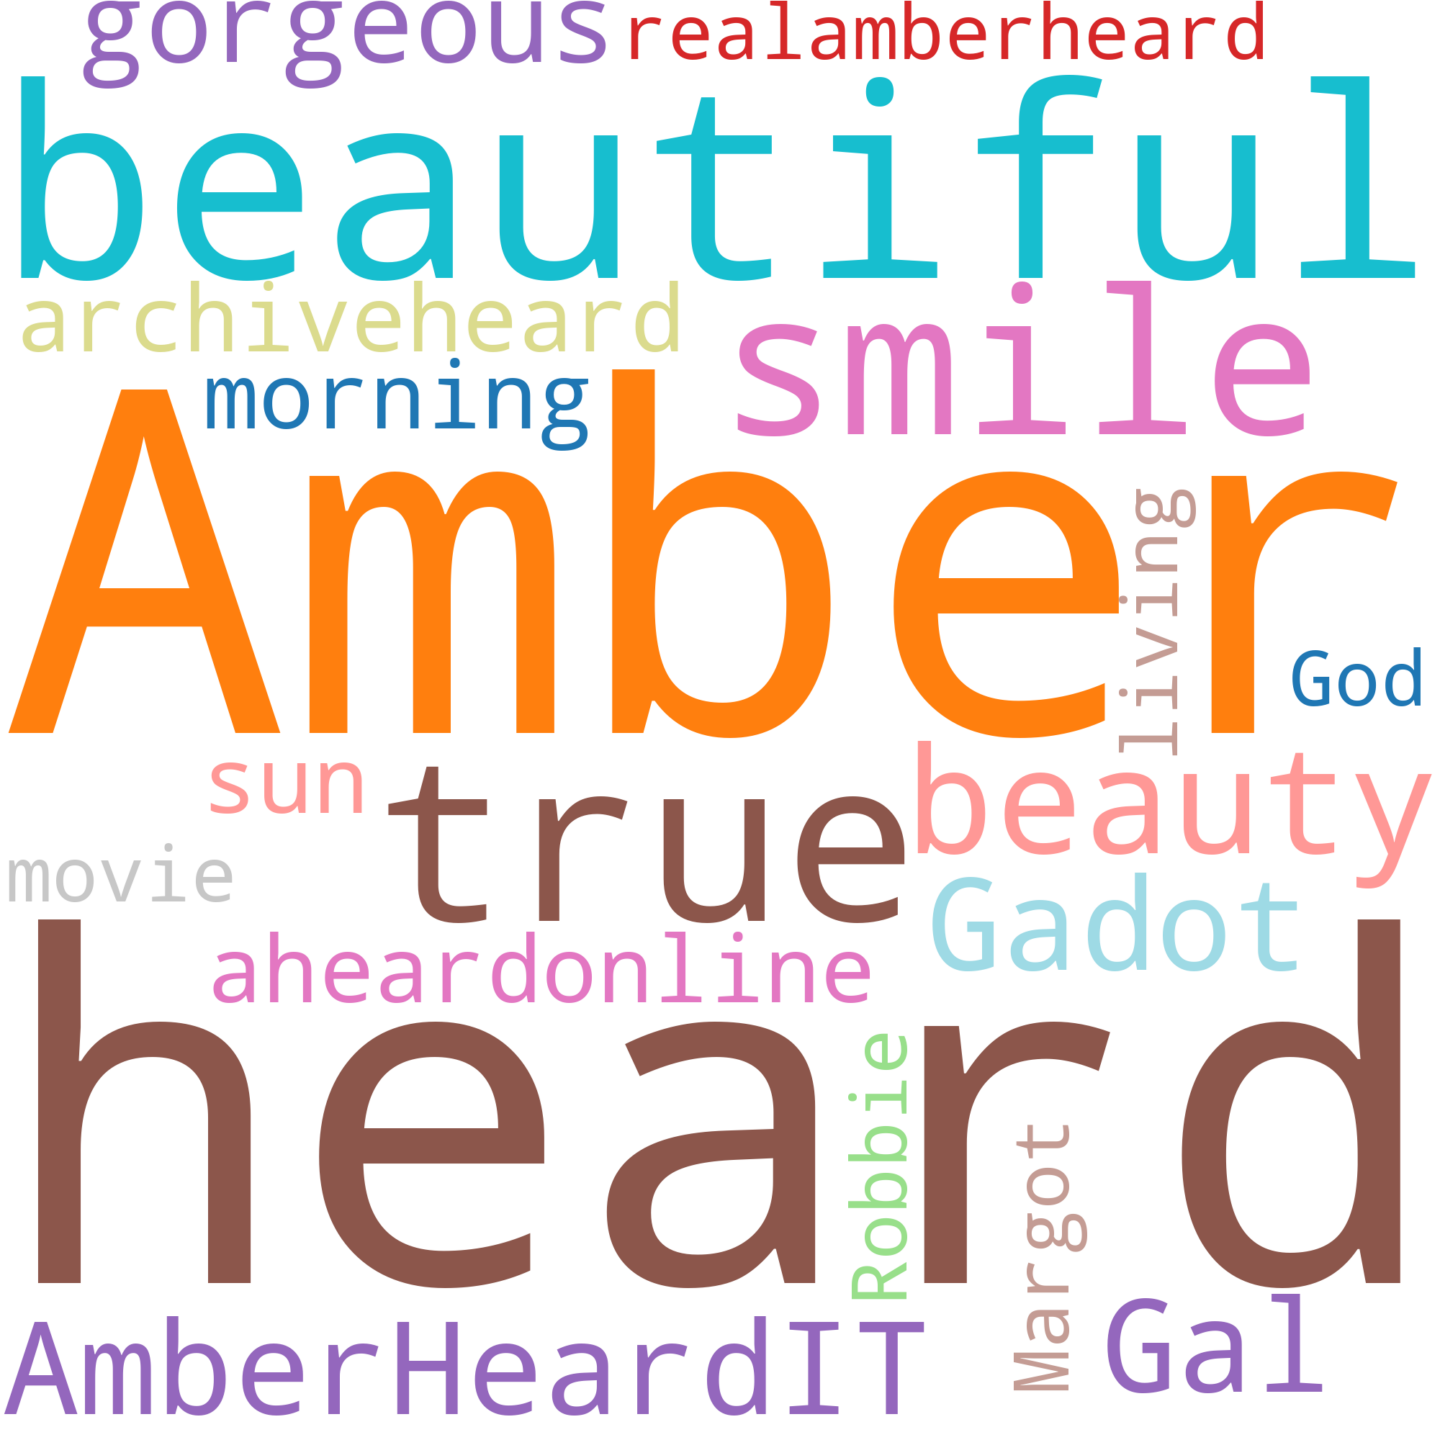 gorgeous realamberheard
beautiful
archiveheard smile
morning
Amber
living
God
sun true beauty
movie Gadot
aheardonline
heard
Robbie
Margot
AmberHeardIT Gal